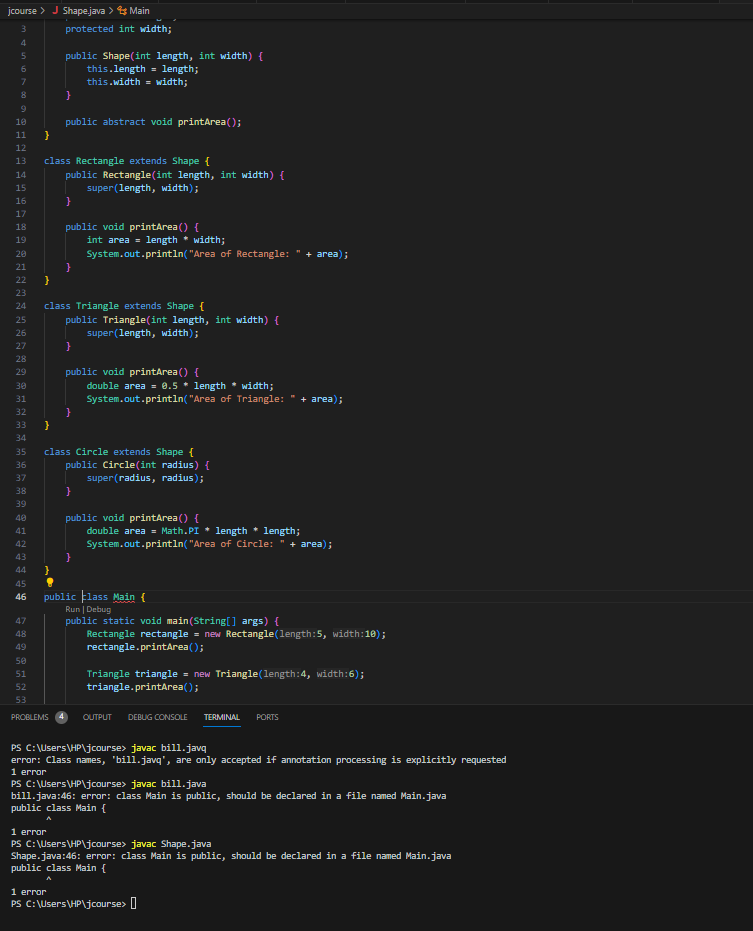 jcourse > J Shape.java > Main
3 protected int width;
4
5 public Shape(int length, int width) {
6 this.length = length;
7 this.width = width;
8 }
9
10 public abstract void printArea();
11 }
12
13 class Rectangle extends Shape {
14 public Rectangle(int length, int width) {
15 super(length, width);
16 }
17
18 public void printArea() {
19 int area = length * width;
20 System.out.println("Area of Rectangle: " + area);
21 }
22 }
23
24 class Triangle extends Shape {
25 public Triangle(int length, int width) {
26 super(length, width);
27 }
28
29 public void printArea() {
30 double area = 0.5 * length * width;
31 System.out.println("Area of Triangle: " + area);
32 }
33 }
34
35 class Circle extends Shape {
36 public Circle(int radius) {
37 super(radius, radius);
38 }
39
40 public void printArea() {
41 double area = Math.PI * length * length;
42 System.out.println("Area of Circle: " + area);
43 }
44 }
45
46 public class Main {
Run | Debug
47 public static void main(String[] args) {
48 Rectangle rectangle = new Rectangle(length:5, width:10);
49 rectangle.printArea();
50
51 Triangle triangle = new Triangle(length:4, width:6);
52 triangle.printArea();
53
PROBLEMS 4 OUTPUT DEBUG CONSOLE TERMINAL PORTS
PS C:\Users\HP\jcourse> javac bill.javq
error: Class names, 'bill.javq', are only accepted if annotation processing is explicitly requested
1 error
PS C:\Users\HP\jcourse> javac bill.java
bill.java:46: error: class Main is public, should be declared in a file named Main.java
public class Main {
^
1 error
PS C:\Users\HP\jcourse> javac Shape.java
Shape.java:46: error: class Main is public, should be declared in a file named Main.java
public class Main {
^
1 error
PS C:\Users\HP\jcourse>